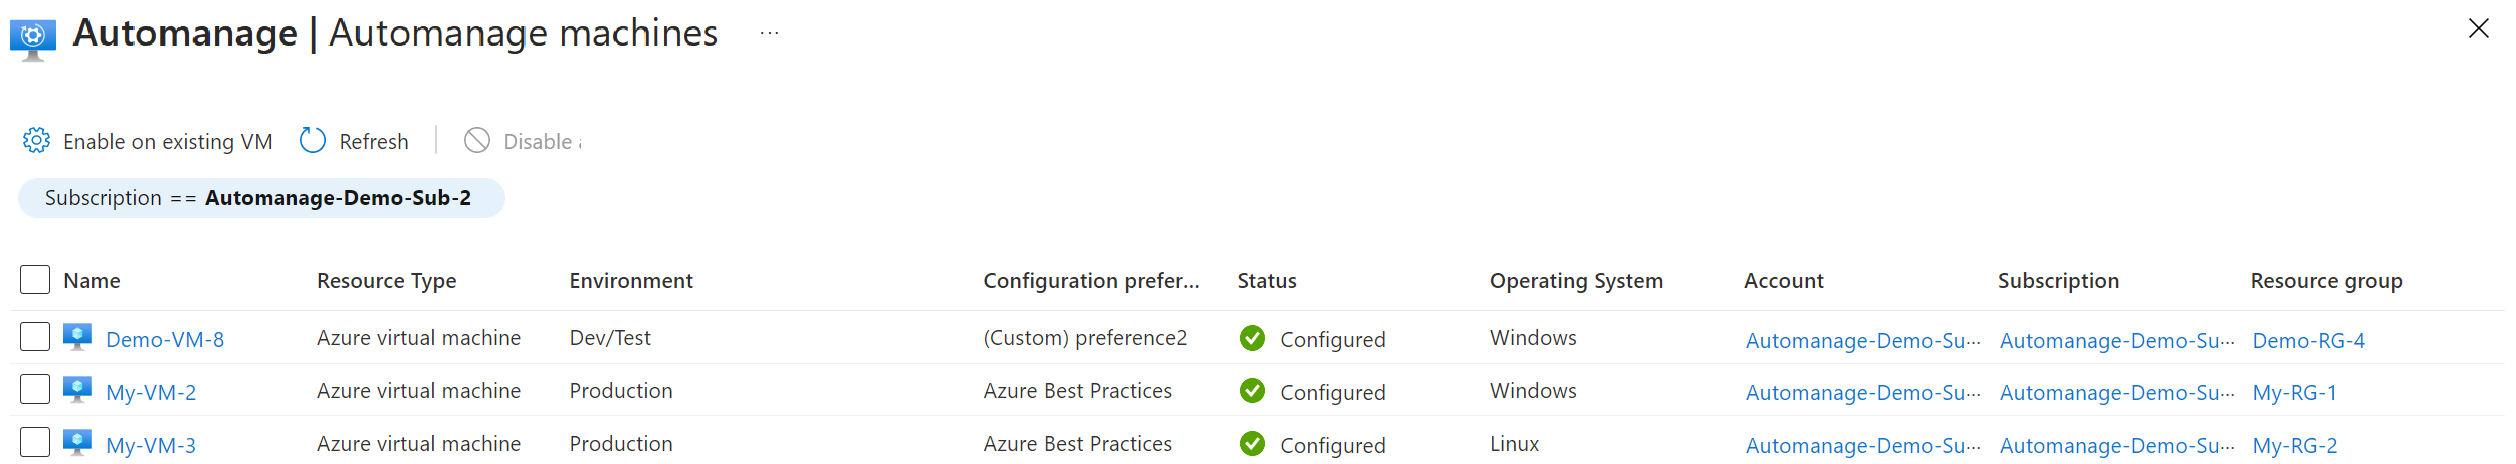 Automanage | Automanage machines ...
Enable on existing VM Refresh Disable
Subscription == Automanage-Demo-Sub-2
Name Resource Type Environment Configuration prefer... Status Operating System Account Subscription Resource group
Demo-VM-8 Azure virtual machine Dev/Test (Custom) preference2 Configured Windows Automanage-Demo-Su... Automanage-Demo-Su... Demo-RG-4
My-VM-2 Azure virtual machine Production Azure Best Practices Configured Windows Automanage-Demo-Su... Automanage-Demo-Su... My-RG-1
My-VM-3 Azure virtual machine Production Azure Best Practices Configured Linux Automanage-Demo-Su... Automanage-Demo-Su... My-RG-2